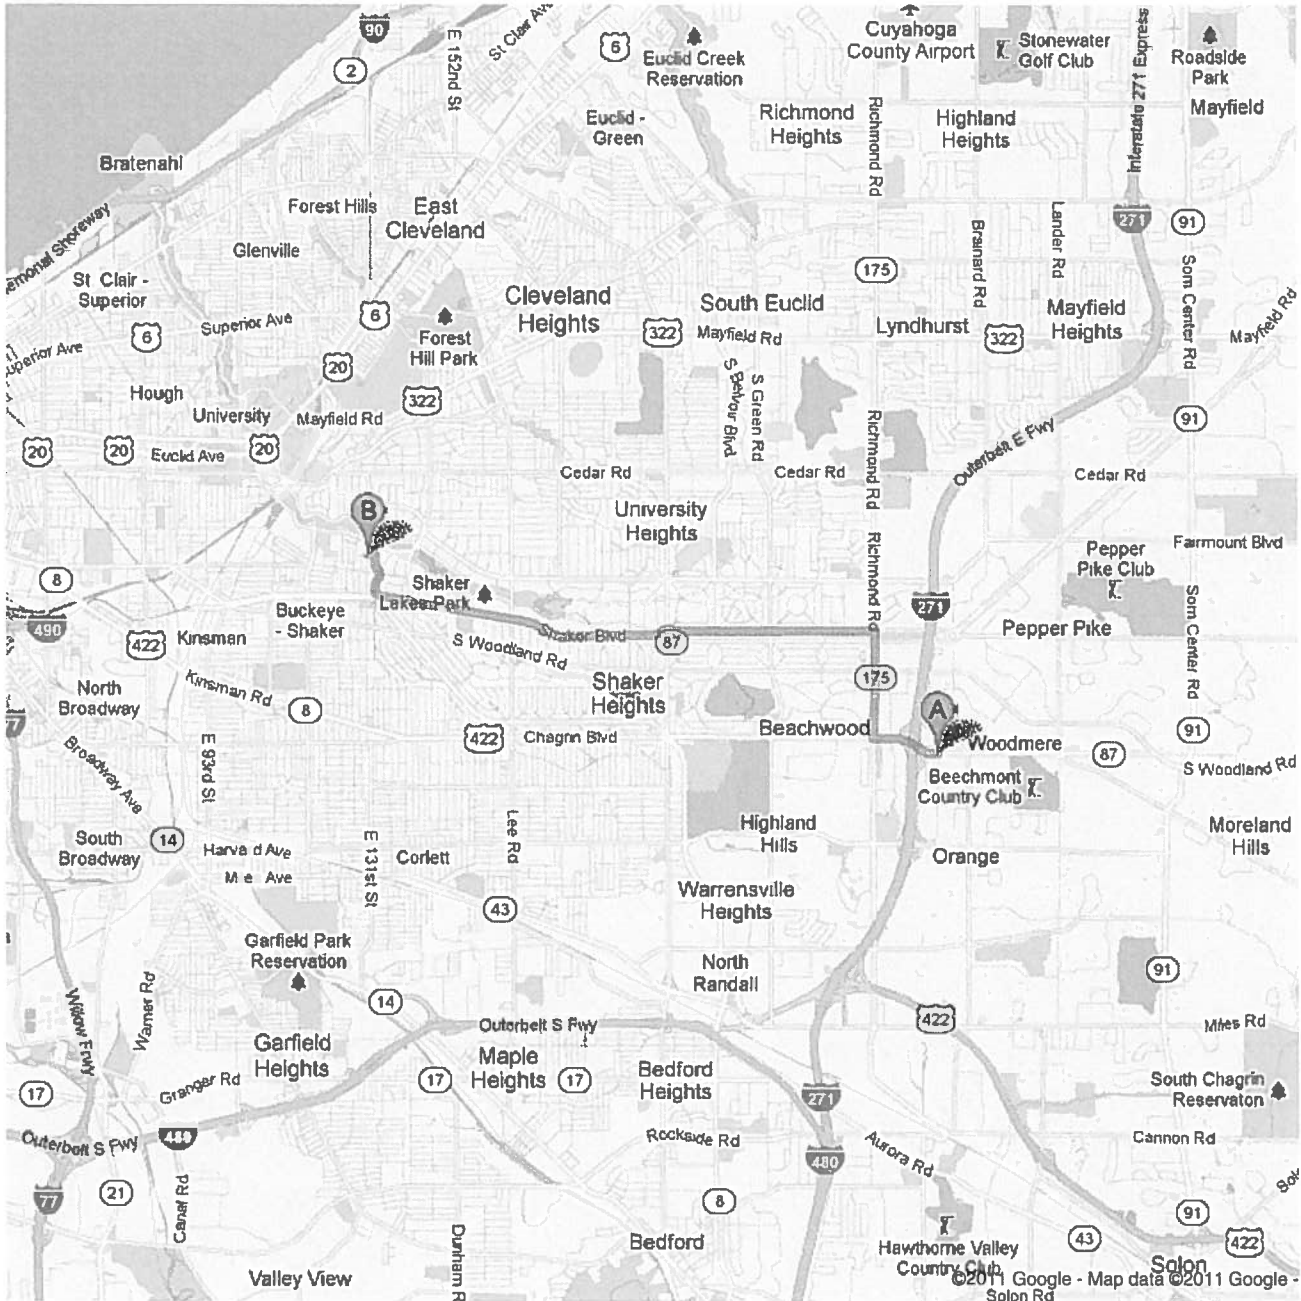 90
2
E 152nd St
St Clair Ave
6
Euclid Creek
Reservation
Cuyahoga
County Airport
Stonewater
Golf Club
Interstate 271 Express
Roadside
Park
Mayfield
Euclid -
Green
Richmond
Heights
Richmond Rd
Highland
Heights
Bratenahl
Forest Hills
East
Cleveland
Glenville
emorial Shoreway
St Clair -
Superior
271
91
Lander Rd
Brainard Rd
175
Som Center Rd
6
Superior Ave
6
Forest
Hill Park
Cleveland
Heights
South Euclid
322
Mayfield Rd
Lyndhurst
322
Mayfield
Heights
Mayfield Rd
uperior Ave
20
Hough
322
University
Mayfield Rd
S Belvoir Blvd
S Green Rd
Richmond Rd
91
20
20
Euclid Ave
20
Outerbelt E Fwy
Cedar Rd
Cedar Rd
Cedar Rd
B
University
Heights
Richmond Rd
Pepper
Pike Club
Fairmount Blvd
8
Shaker
Lakes Park
Buckeye
- Shaker
271
Som Center Rd
490
422
Kinsman
S Woodland Rd
Shaker Blvd
87
Pepper Pike
Kinsman Rd
North
Broadway
8
Shaker
Heights
175
A
77
422
Chagrin Blvd
Beachwood
Woodmere
87
91
S Woodland Rd
Broadway Ave
E 93rd St
Beechmont
Country Club
South
Broadway
14
Harva d Ave
M e Ave
E 131st St
Corlett
Lee Rd
Highland
Hills
Orange
Moreland
Hills
43
Warrensville
Heights
Garfield Park
Reservation
14
North
Randall
91
Willow Frwy
Warner Rd
Garfield
Heights
Outerbelt S Fwy
422
Miles Rd
Maple
Heights
17
17
17
Granger Rd
Bedford
Heights
271
South Chagrin
Reservaton
Outerbelt S Fwy
480
Rockside Rd
480
Aurora Rd
Cannon Rd
77
21
Canal Rd
8
91
43
422
Dunham R
Bedford
Hawthorne Valley
Country Club
Solon
Valley View
©2011 Google - Map data ©2011 Google -
Solon Rd